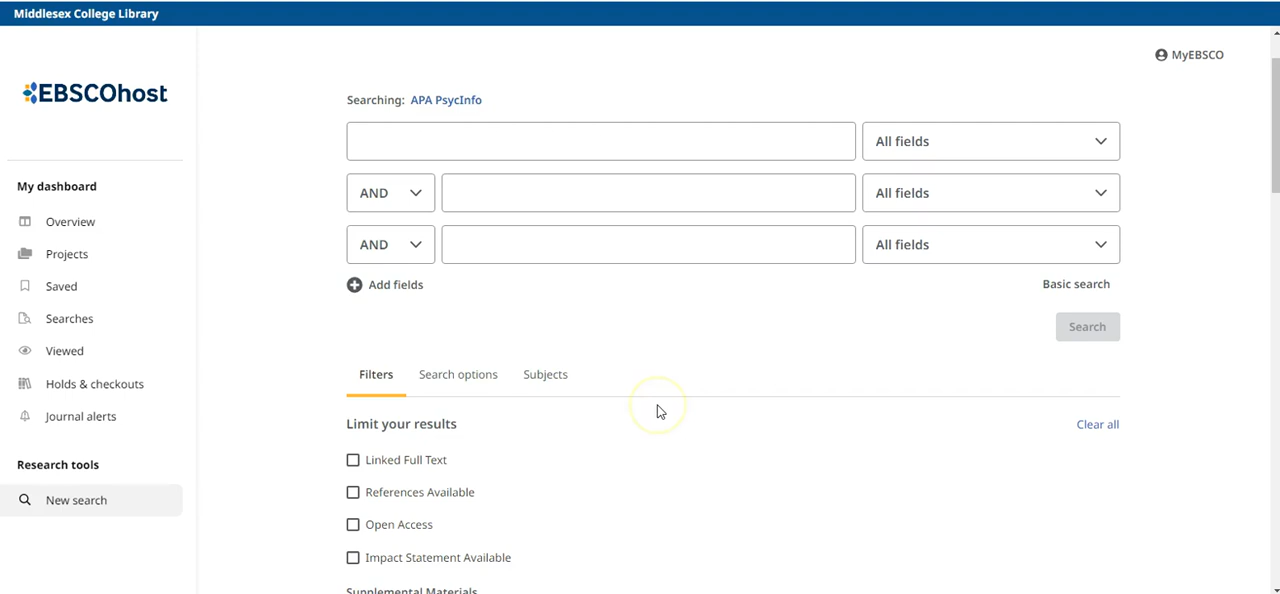 Middlesex College Library
MyEBSCO
EBSCOhost
Searching: APA PsycInfo
All fields
AND
All fields
AND
All fields
Add fields
Basic search
Search
My dashboard
Overview
Projects
Saved
Searches
Viewed
Holds & checkouts
Journal alerts
Research tools
New search
Filters Search options Subjects
Limit your results
Clear all
Linked Full Text
References Available
Open Access
Impact Statement Available
Supplemental Materials